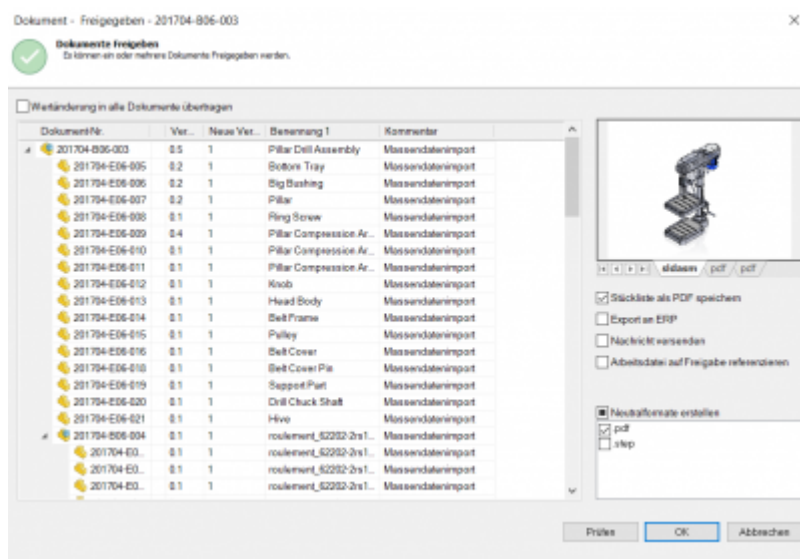 Dokument - Freigegeben - 201704-B06-003
Dokumente Freigeben
Es können ein oder mehrere Dokumente Freigegeben werden.
Wertänderung in alle Dokumente übertragen
Dokument-Nr. Ver... Neue Ver... Benennung 1 Kommentar
201704-B06-003 0.5 1 Pillar Drill Assembly Massendatenimport
201704-E06-005 0.2 1 Bottom Tray Massendatenimport
201704-E06-006 0.2 1 Big Bushing Massendatenimport
201704-E06-007 0.2 1 Pillar Massendatenimport
201704-E06-008 0.1 1 Ring Screw Massendatenimport
201704-E06-009 0.4 1 Pillar Compression Ar... Massendatenimport
201704-E06-010 0.1 1 Pillar Compression Ar... Massendatenimport
201704-E06-011 0.1 1 Pillar Compression Ar... Massendatenimport
201704-E06-012 0.1 1 Knob Massendatenimport
201704-E06-013 0.1 1 Head Body Massendatenimport
201704-E06-014 0.1 1 Belt Frame Massendatenimport
201704-E06-015 0.1 1 Pulley Massendatenimport
201704-E06-016 0.1 1 Belt Cover Massendatenimport
201704-E06-018 0.1 1 Belt Cover Pin Massendatenimport
201704-E06-019 0.1 1 Support Part Massendatenimport
201704-E06-020 0.1 1 Drill Chuck Shaft Massendatenimport
201704-E06-021 0.1 1 Hive Massendatenimport
201704-B06-004 0.1 1 roulement_62202-2rs1... Massendatenimport
201704-E0... 0.1 1 roulement_62202-2rs1... Massendatenimport
201704-E0... 0.1 1 roulement_62202-2rs1... Massendatenimport
201704-E0... 0.1 1 roulement_62202-2rs1... Massendatenimport
sldasm pdf pdf
Stückliste als PDF speichern
Export an ERP
Nachricht versenden
Arbeitsdatei auf Freigabe referenzieren
Neutralformate erstellen
.pdf
.step
Prüfen OK Abbrechen